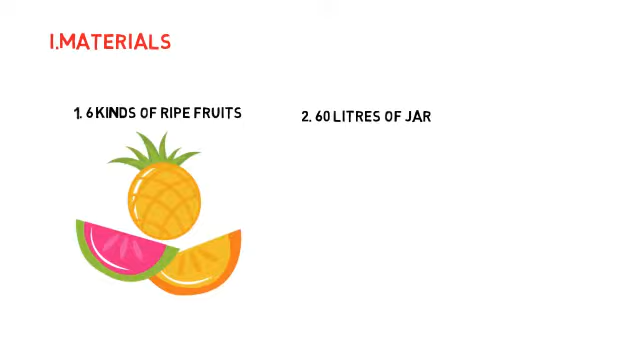 I.MATERIALS
1. 6 KINDS OF RIPE FRUITS
2. 60 LITRES OF JAR